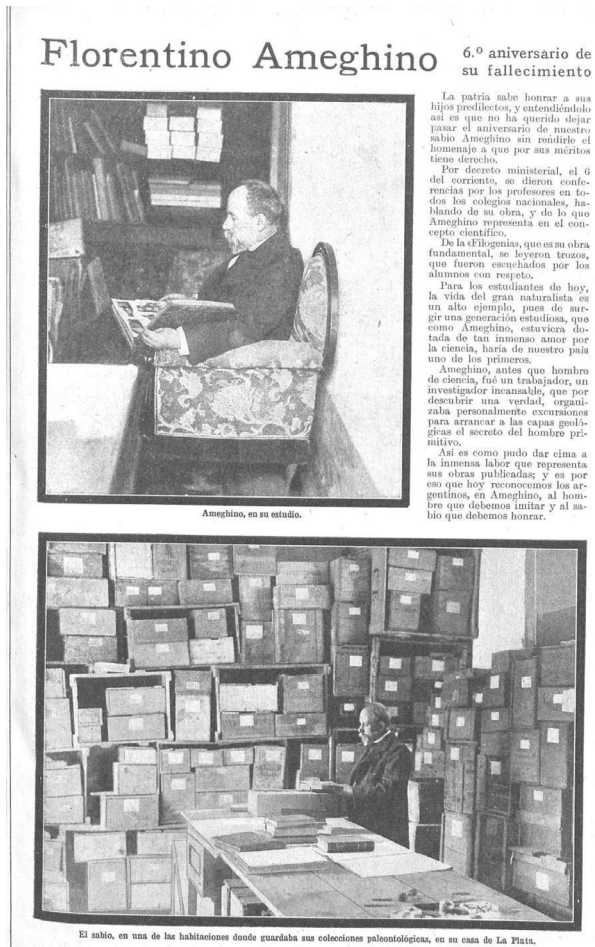 Florentino Ameghino
6.º aniversario de
su fallecimiento
La patria sabe honrar a sus
hijos predilectos, y entendiéndolo
así es que no ha querido dejar
pasar el aniversario de nuestro
sabio Ameghino sin rendirle el
homenaje a que por sus méritos
tiene derecho.
Por decreto ministerial, el 6
del corriente, se dieron confe-
rencias por los profesores en to-
dos los colegios nacionales, ha-
blando de su obra, y de lo que
Ameghino representa en el con-
cepto científico.
De la «Filogenia», que es su obra
fundamental, se leyeron trozos,
que fueron escuchados por los
alumnos con respeto.
Para los estudiantes de hoy,
la vida del gran naturalista es
un alto ejemplo, pues de sur-
gir una generación estudiosa, que
como Ameghino, estuviera do-
tada de tan inmenso amor por
la ciencia, haría de nuestro país
uno de los primeros.
Ameghino, antes que hombre
de ciencia, fué un trabajador, un
investigador incansable, que por
descubrir una verdad, organi-
zaba personalmente excursiones
para arrancar a las capas geoló-
gicas el secreto del hombre pri-
mitivo.
Así es como pudo dar cima a
la inmensa labor que representa
sus obras publicadas; y es por
eso que hoy reconocemos los ar-
gentinos, en Ameghino, al hom-
bre que debemos imitar y al sa-
bio que debemos honrar.
Ameghino, en su estudio.
El sabio, en una de las habitaciones donde guardaba sus colecciones paleontológicas, en su casa de La Plata.